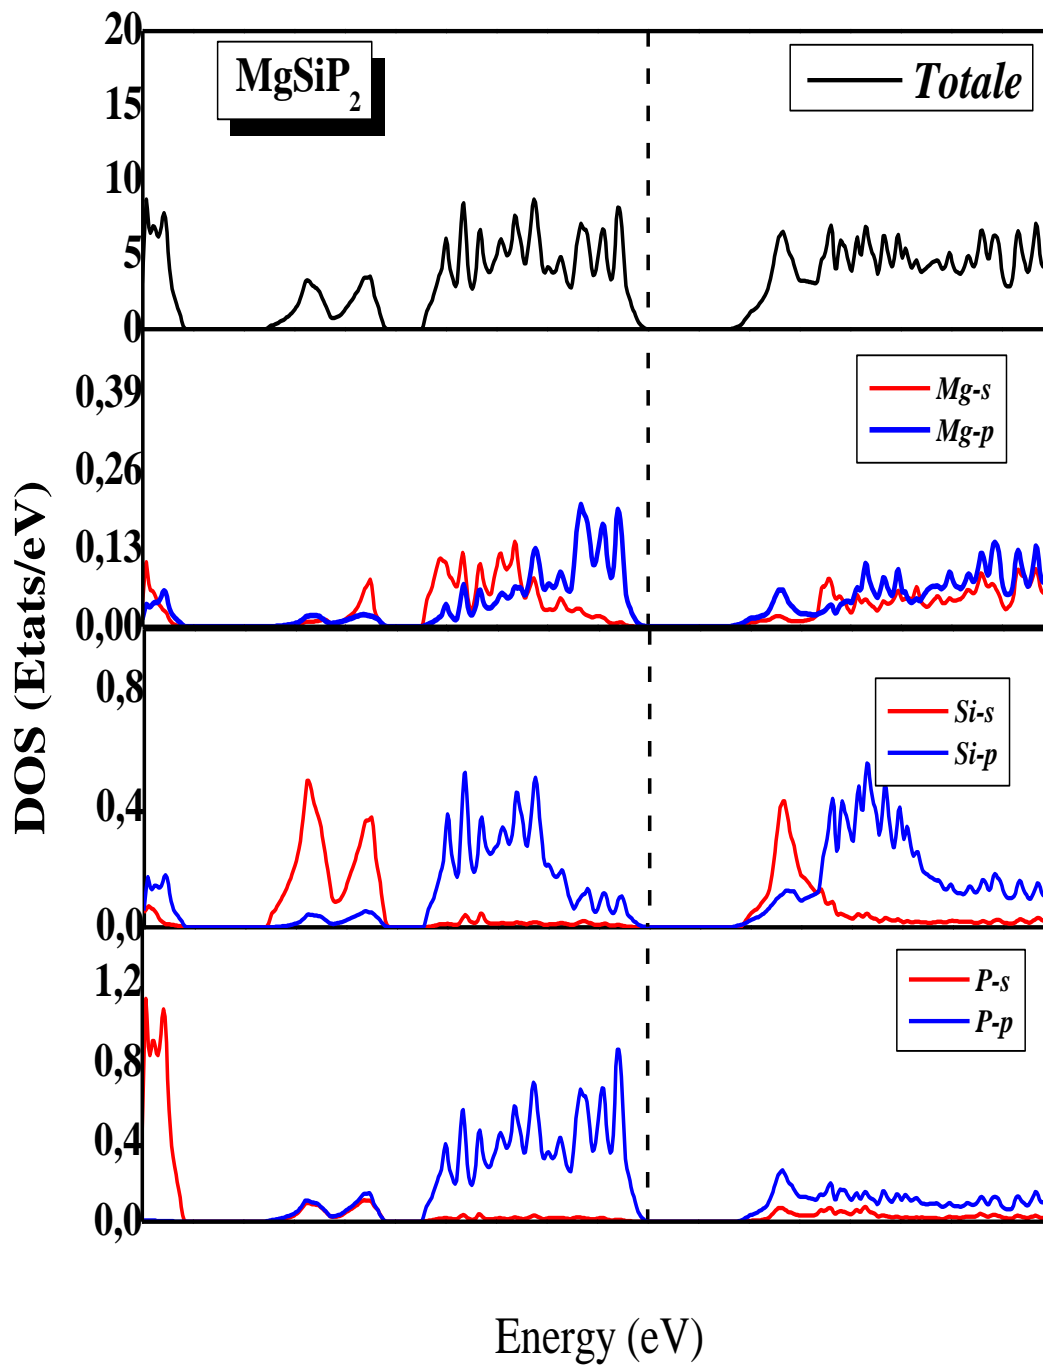 MgSiP2
Totale
20
15
10
5
0
Mg-s
Mg-p
0,39
0,26
0,13
0,00
Si-s
Si-p
0,8
0,4
0,0
P-s
P-p
1,2
0,8
0,4
0,0
DOS (Etats/eV)
Energy (eV)